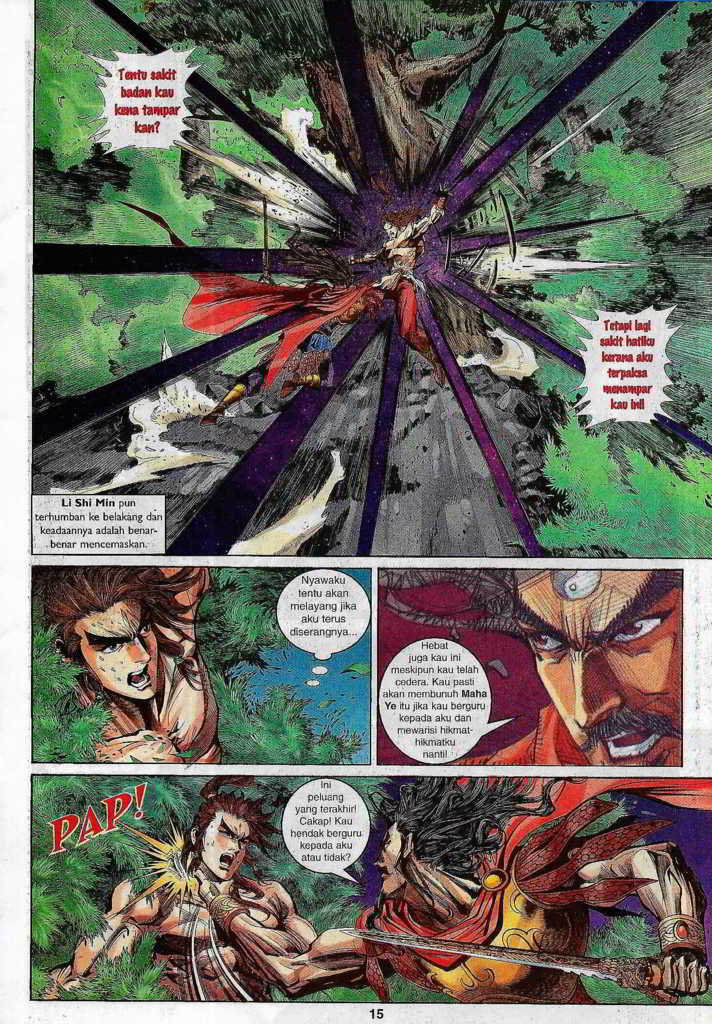 Tentu sakit
badan kau
kena tampar
kan?
Tetapi lagi
sakit hatiku
kerana aku
terpaksa
menampar
kau ini!
Li Shi Min pun
terhumban ke belakang dan
keadaannya adalah benar-
benar mencemaskan.
Nyawaku
tentu akan
melayang jika
aku terus
diserangnya...
Hebat
juga kau ini
meskipun kau telah
cedera. Kau pasti
akan membunuh Maha
Ye itu jika kau berguru
kepada aku dan
mewarisi hikmat-
hikmatku
nanti!
PAP!
Ini
peluang
yang terakhir!
Cakap! Kau
hendak berguru
kepada aku
atau tidak?
15